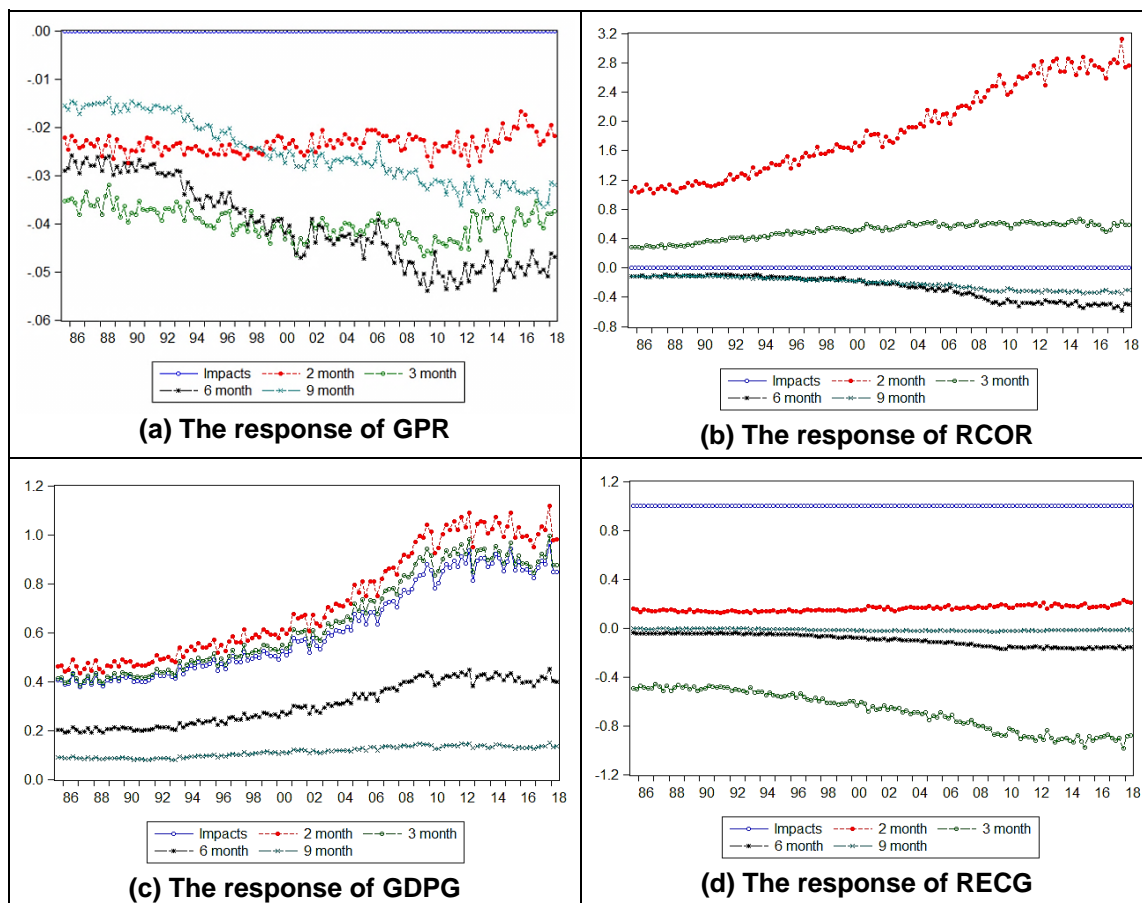 .00
-.01
-.02
-.03
-.04
-.05
-.06
86 88 90 92 94 96 98 00 02 04 06 08 10 12 14 16 18
Impacts 2 month 3 month
6 month 9 month
(a) The response of GPR
3.2
2.8
2.4
2.0
1.6
1.2
0.8
0.4
0.0
-0.4
-0.8
86 88 90 92 94 96 98 00 02 04 06 08 10 12 14 16 18
Impacts 2 month 3 month
6 month 9 month
(b) The response of RCOR
1.2
1.0
0.8
0.6
0.4
0.2
0.0
86 88 90 92 94 96 98 00 02 04 06 08 10 12 14 16 18
Impacts 2 month 3 month
6 month 9 month
(c) The response of GDPG
1.2
0.8
0.4
0.0
-0.4
-0.8
-1.2
86 88 90 92 94 96 98 00 02 04 06 08 10 12 14 16 18
Impacts 2 month 3 month
6 month 9 month
(d) The response of RECG